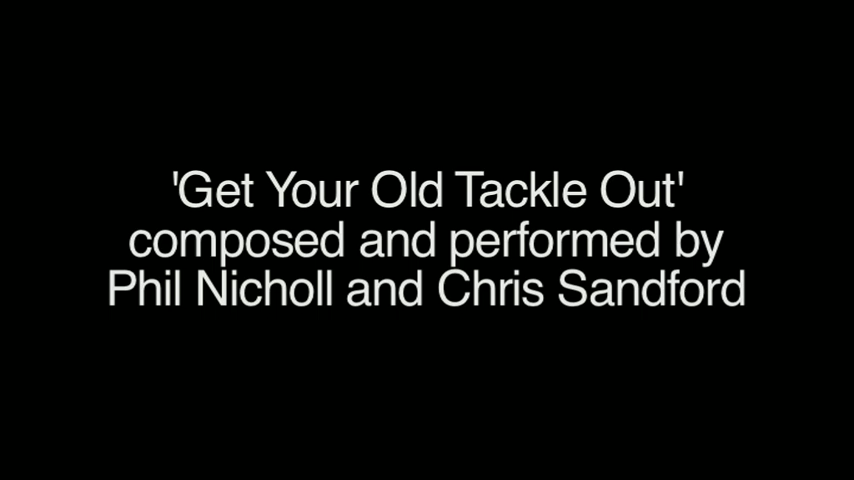 'Get Your Old Tackle Out'
composed and performed by
Phil Nicholl and Chris Sandford